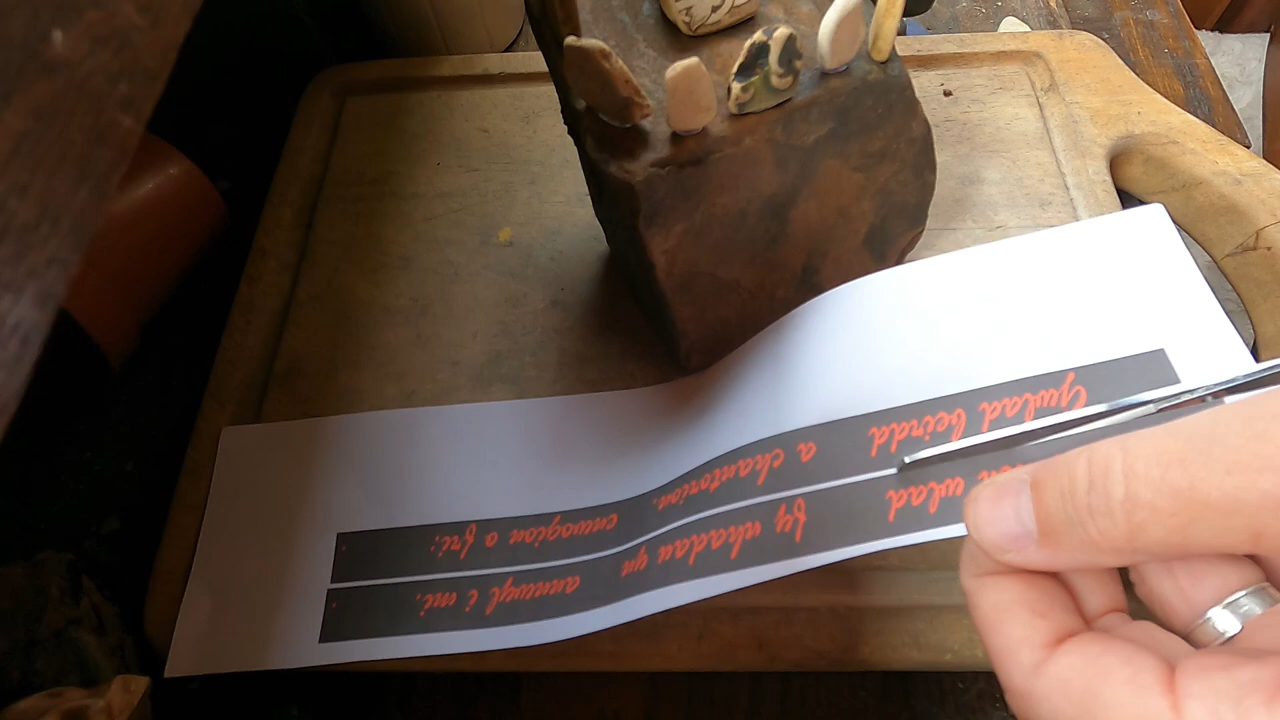 wlad fy nhadau yn annwyl i mi,
Gwlad beirdd a chantorion, enwogion o fri;